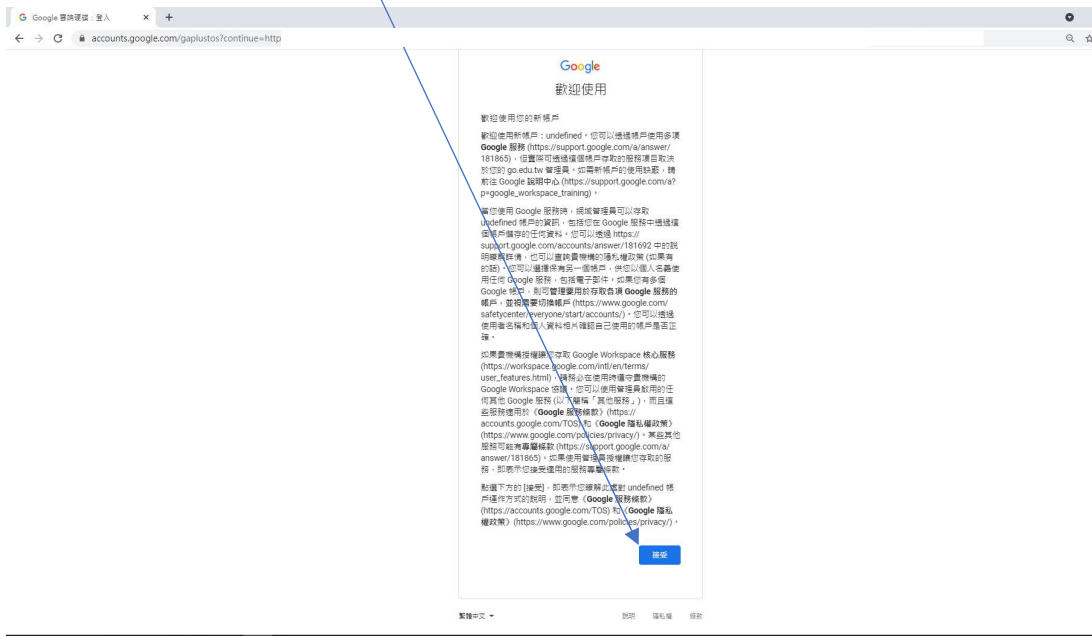 Google 雲端硬碟：登入
accounts.google.com/gaplustos?continue=http
Google
歡迎使用
歡迎使用您的新帳戶
歡迎使用新帳戶：undefined。您可以透過帳戶使用多項
Google 服務 (https://support.google.com/a/answer/
181865)，但實際可透過這個帳戶存取的服務項目取決
於您的 go.edu.tw 管理員。如需新帳戶的使用訣竅，請
前往 Google 說明中心 (https://support.google.com/a?
p=google_workspace_training)。
當您使用 Google 服務時，網域管理員可以存取
undefined 帳戶的資訊，包括您在 Google 服務中透過這
個帳戶儲存的任何資料。您可以透過 https://
support.google.com/accounts/answer/181692 中的說
明瞭解詳情，也可以查詢貴機構的隱私權政策 (如果有
的話)。您可以選擇保有另一個帳戶，供您以個人名義使
用任何 Google 服務，包括電子郵件。如果您有多個
Google 帳戶，則可管理要用於存取各項 Google 服務的
帳戶，並視需要切換帳戶 (https://www.google.com/
safetycenter/everyone/start/accounts/)。您可以透過
使用者名稱和個人資料相片確認自己使用的帳戶是否正
確。
如果貴機構授權讓您存取 Google Workspace 核心服務
(https://workspace.google.com/intl/en/terms/
user_features.html)，請務必在使用時遵守貴機構的
Google Workspace 協議。您可以使用管理員啟用的任
何其他 Google 服務 (以下簡稱「其他服務」)，而且這
些服務適用於《Google 服務條款》(https://
accounts.google.com/TOS) 和《Google 隱私權政策》
(https://www.google.com/policies/privacy/)。某些其他
服務可能有專屬條款 (https://support.google.com/a/
answer/181865)。如果使用管理員授權讓您存取的服
務，即表示您接受適用的服務專屬條款。
點選下方的 [接受]，即表示您瞭解此處對 undefined 帳
戶運作方式的說明，並同意《Google 服務條款》
(https://accounts.google.com/TOS) 和《Google 隱私
權政策》(https://www.google.com/policies/privacy/)。
接受
繁體中文
說明 隱私權 條款